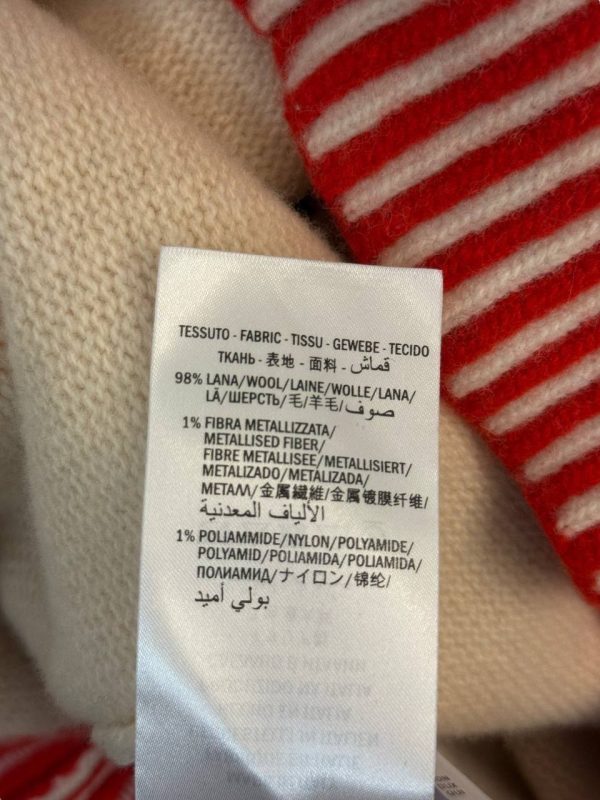 TESSUTO - FABRIC - TISSU - GEWEBE - TECIDO
ТКАНЬ - 表地 - 面料 - قماش
98% LANA/WOOL/LAINE/WOLLE/LANA/
LÃ/ШЕРСТЬ/毛/羊毛/صوف
1% FIBRA METALLIZZATA/
METALLISED FIBER/
FIBRE METALLISEE/METALLISIERT/
METALIZADO/METALIZADA/
МЕТАЛЛ/金属繊維/金属镀膜纤维/
الألياف المعدنية
1% POLIAMMIDE/NYLON/POLYAMIDE/
POLYAMID/POLIAMIDA/POLIAMIDA/
ПОЛИАМИД/ナイロン/锦纶/
بولي أميد